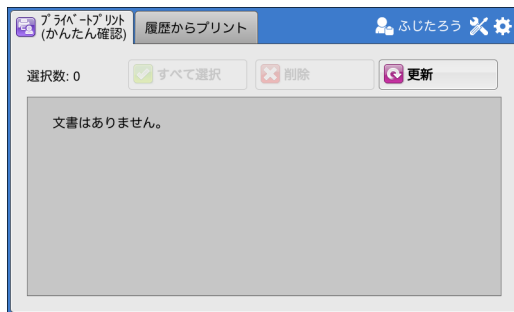 プライベートプリント
(かんたん確認)
履歴からプリント
ふじたろう
選択数: 0
すべて選択
削除
更新
文書はありません。